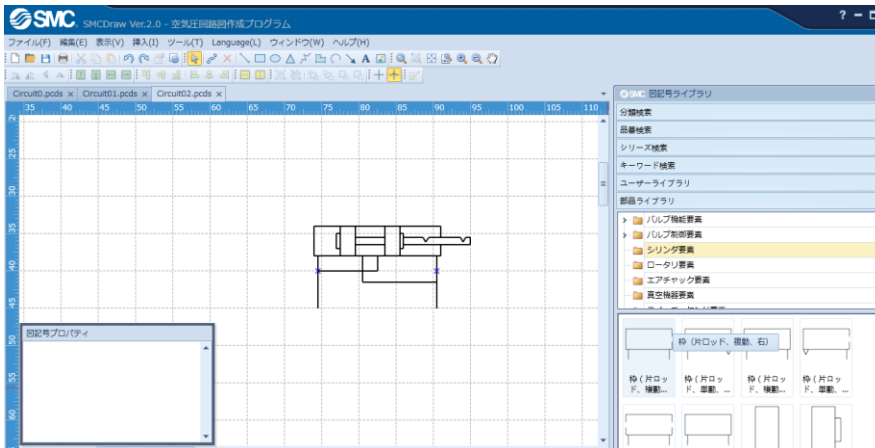 SMC. SMCDraw Ver.2.0 - 空気圧回路図作成プログラム
ファイル(F) 編集(E) 表示(V) 挿入(I) ツール(T) Language(L) ウィンドウ(W) ヘルプ(H)
Circuit0.pcds × Circuit01.pcds × Circuit02.pcds ×
35 40 45 50 55 60 65 70 75 80 85 90 95 100 105 110
25
30
35
40
45
50
55
60
図記号プロパティ
SMC 図記号ライブラリ
分類検索
品番検索
シリーズ検索
キーワード検索
ユーザーライブラリ
部品ライブラリ
バルブ機能要素
バルブ制御要素
シリンダ要素
ロータリ要素
エアチャック要素
真空機器要素
枠（片ロッド、複動、右）
枠(片ロッ 枠(片ロッ 枠(片ロッ 枠(片ロッ
ド、複動... ド、単動、... ド、複動... ド、単動、...